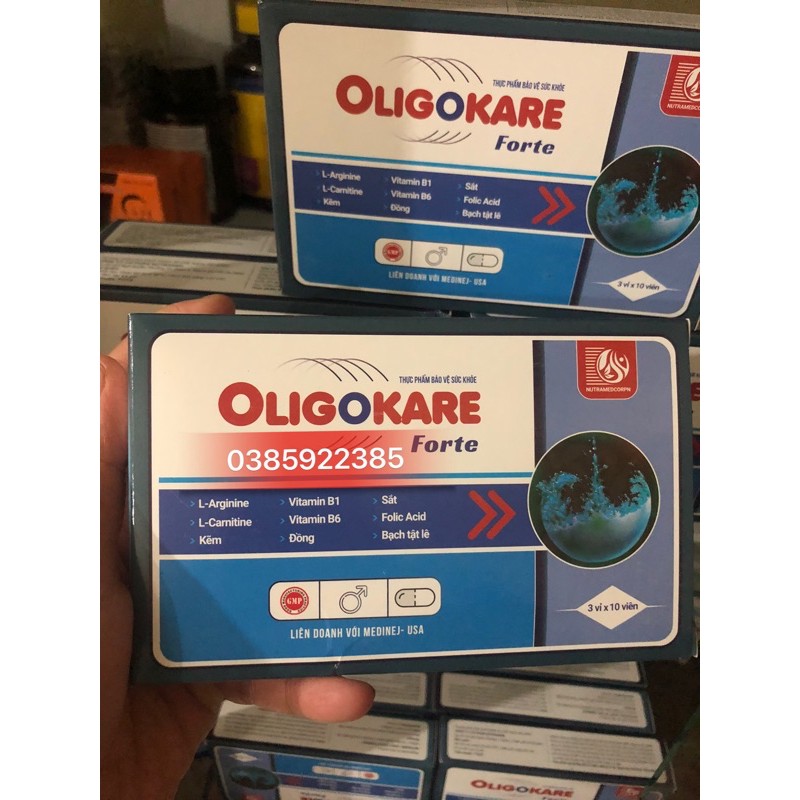 THỰC PHẨM BẢO VỆ SỨC KHỎE
OLIGOKARE
Forte
L-Arginine
L-Carnitine
Kẽm
Vitamin B1
Vitamin B6
Đồng
Sắt
Folic Acid
Bạch tật lê
GMP
LIÊN DOANH VỚI MEDINEJ- USA
3 vỉ x 10 viên
NUTRAMEDCORP
THỰC PHẨM BẢO VỆ SỨC KHỎE
OLIGOKARE
Forte
0385922385
L-Arginine
L-Carnitine
Kẽm
Vitamin B1
Vitamin B6
Đồng
Sắt
Folic Acid
Bạch tật lê
GMP
LIÊN DOANH VỚI MEDINEJ- USA
3 vỉ x 10 viên
NUTRAMEDCORPN
OLIGOKARE
Forte